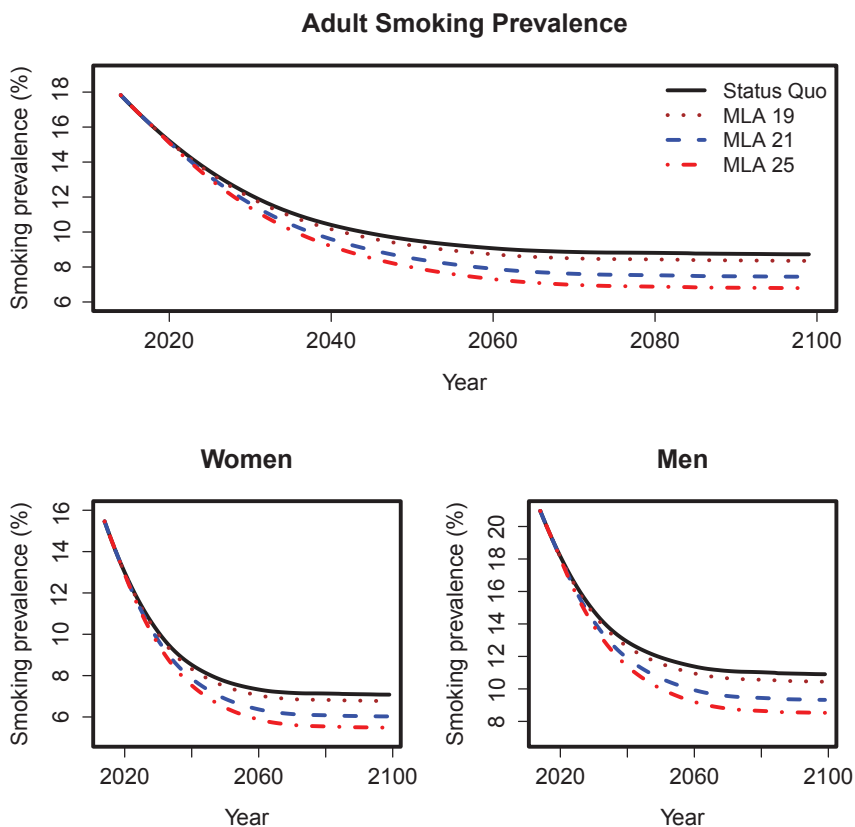 Adult Smoking Prevalence
Smoking prevalence (%)
18
16
14
12
10
8
6
Status Quo
MLA 19
MLA 21
MLA 25
2020 2040 2060 2080 2100
Year
Women
Smoking prevalence (%)
16
14
12
10
8
6
2020 2060 2100
Year
Men
Smoking prevalence (%)
20
18
16
14
12
10
8
2020 2060 2100
Year